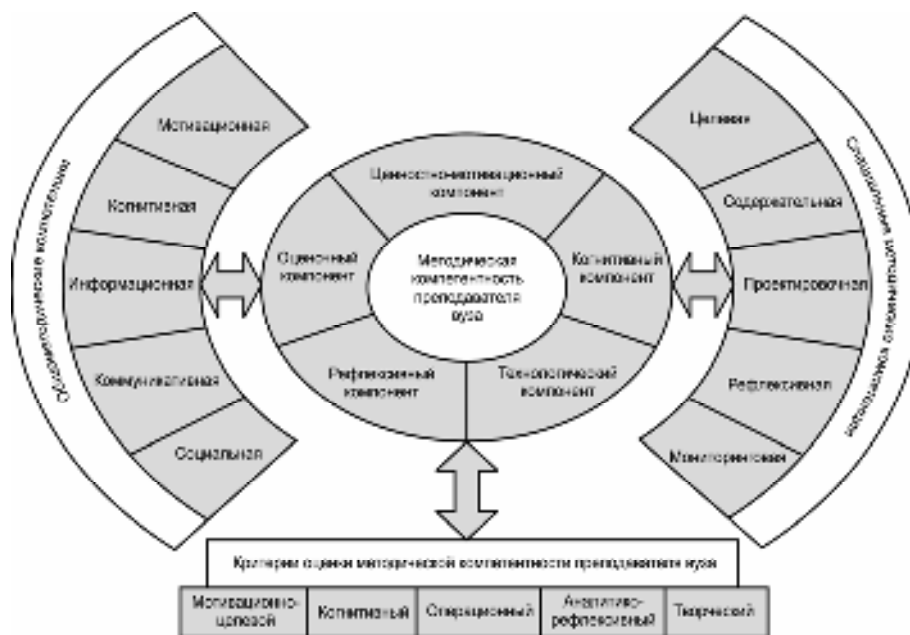 Общеметодические компетенции
Мотивационная
Когнитивная
Информационная
Коммуникативная
Социальная
Ценностно-мотивационный
компонент
Оценочный
компонент
Когнитивный
компонент
Методическая
компетентность
преподавателя
вуза
Рефлексивный
компонент
Технологический
компонент
Целевая
Содержательная
Проектировочная
Рефлексивная
Мониторинговая
Специальные методические компетенции
Критерии оценки методической компетентности преподавателя вуза
Мотивационно-
целевой
Когнитивный
Операционный
Аналитико-
рефлексивный
Творческий